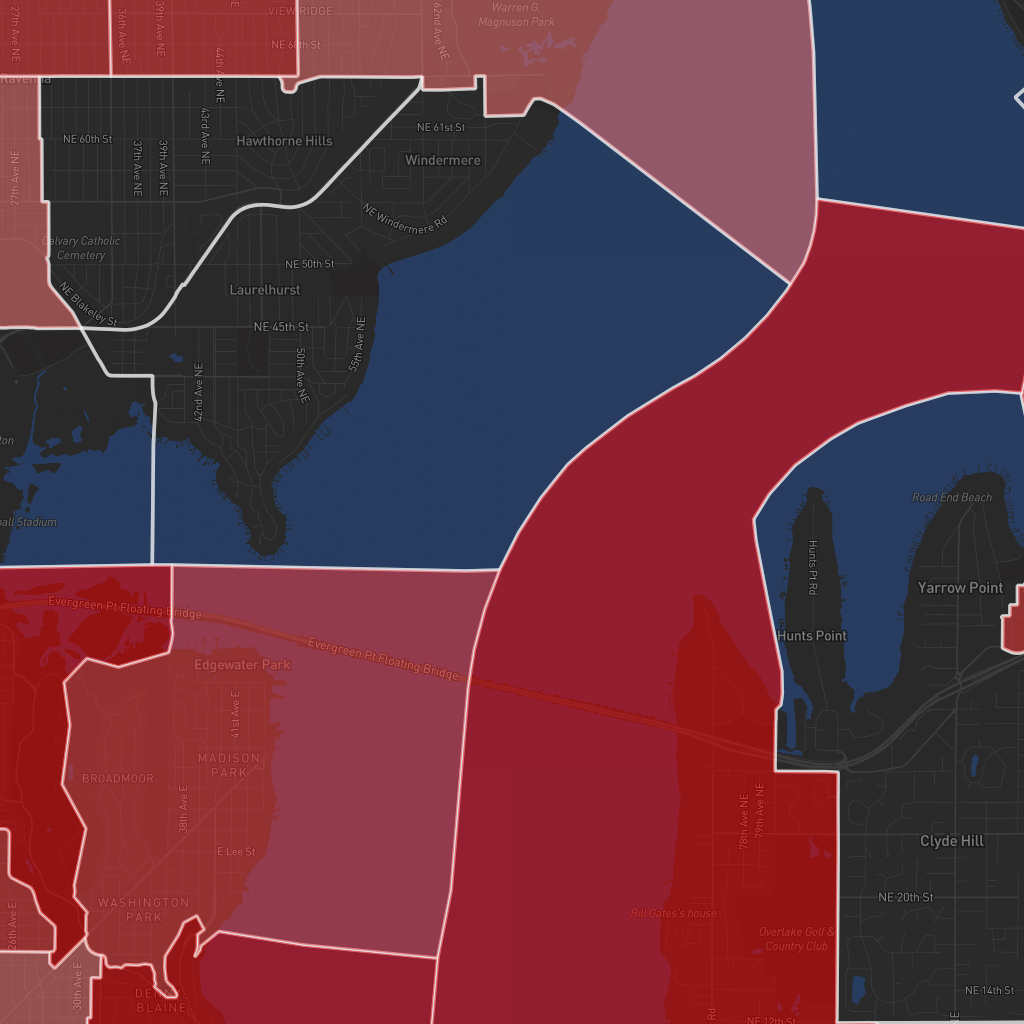 27th Ave NE
36th Ave NE
39th Ave NE
NE
VIEW RIDGE
62nd Ave NE
Warren G.
Magnuson Park
NE 68th St
44th Ave NE
Ravenna
NE 60th St
37th Ave NE
39th Ave NE
43rd Ave NE
Hawthorne Hills
NE 61st St
Windermere
27th Ave NE
NE Windermere Rd
Calvary Catholic
Cemetery
NE 50th St
Laurelhurst
NE Blakeley St
NE 45th St
55th Ave NE
42nd Ave NE
50th Ave NE
ton
Road End Beach
ball Stadium
Hunts Pt Rd
Yarrow Point
Evergreen Pt Floating Bridge
Evergreen Pt Floating Bridge
Hunts Point
Edgewater Park
41st Ave E
MADISON
PARK
BROADMOOR
38th Ave E
78th Ave NE
79th Ave NE
Clyde Hill
E Lee St
NE 20th St
WASHINGTON
PARK
26th Ave E
Bill Gates's house
Overlake Golf &
Country Club
30th Ave E
DENNY-
BLAINE
NE 14th St
Rd
NE 12th St
NE